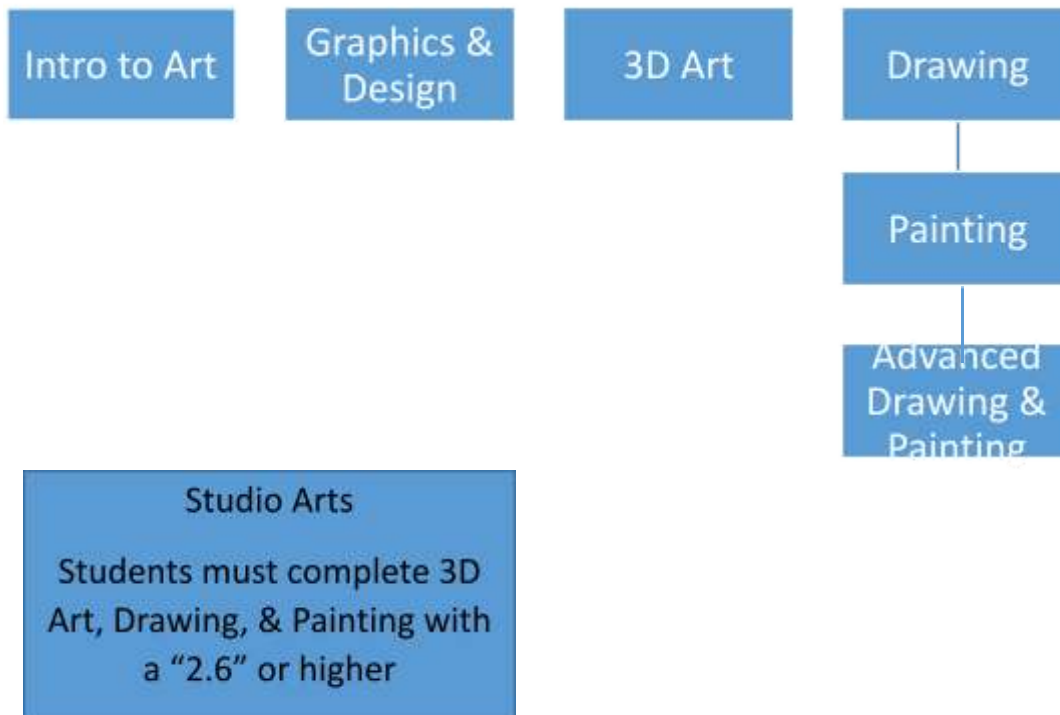 Intro to Art
Graphics &
Design
3D Art
Drawing
Painting
Advanced
Drawing &
Painting
Studio Arts
Students must complete 3D
Art, Drawing, & Painting with
a “2.6” or higher